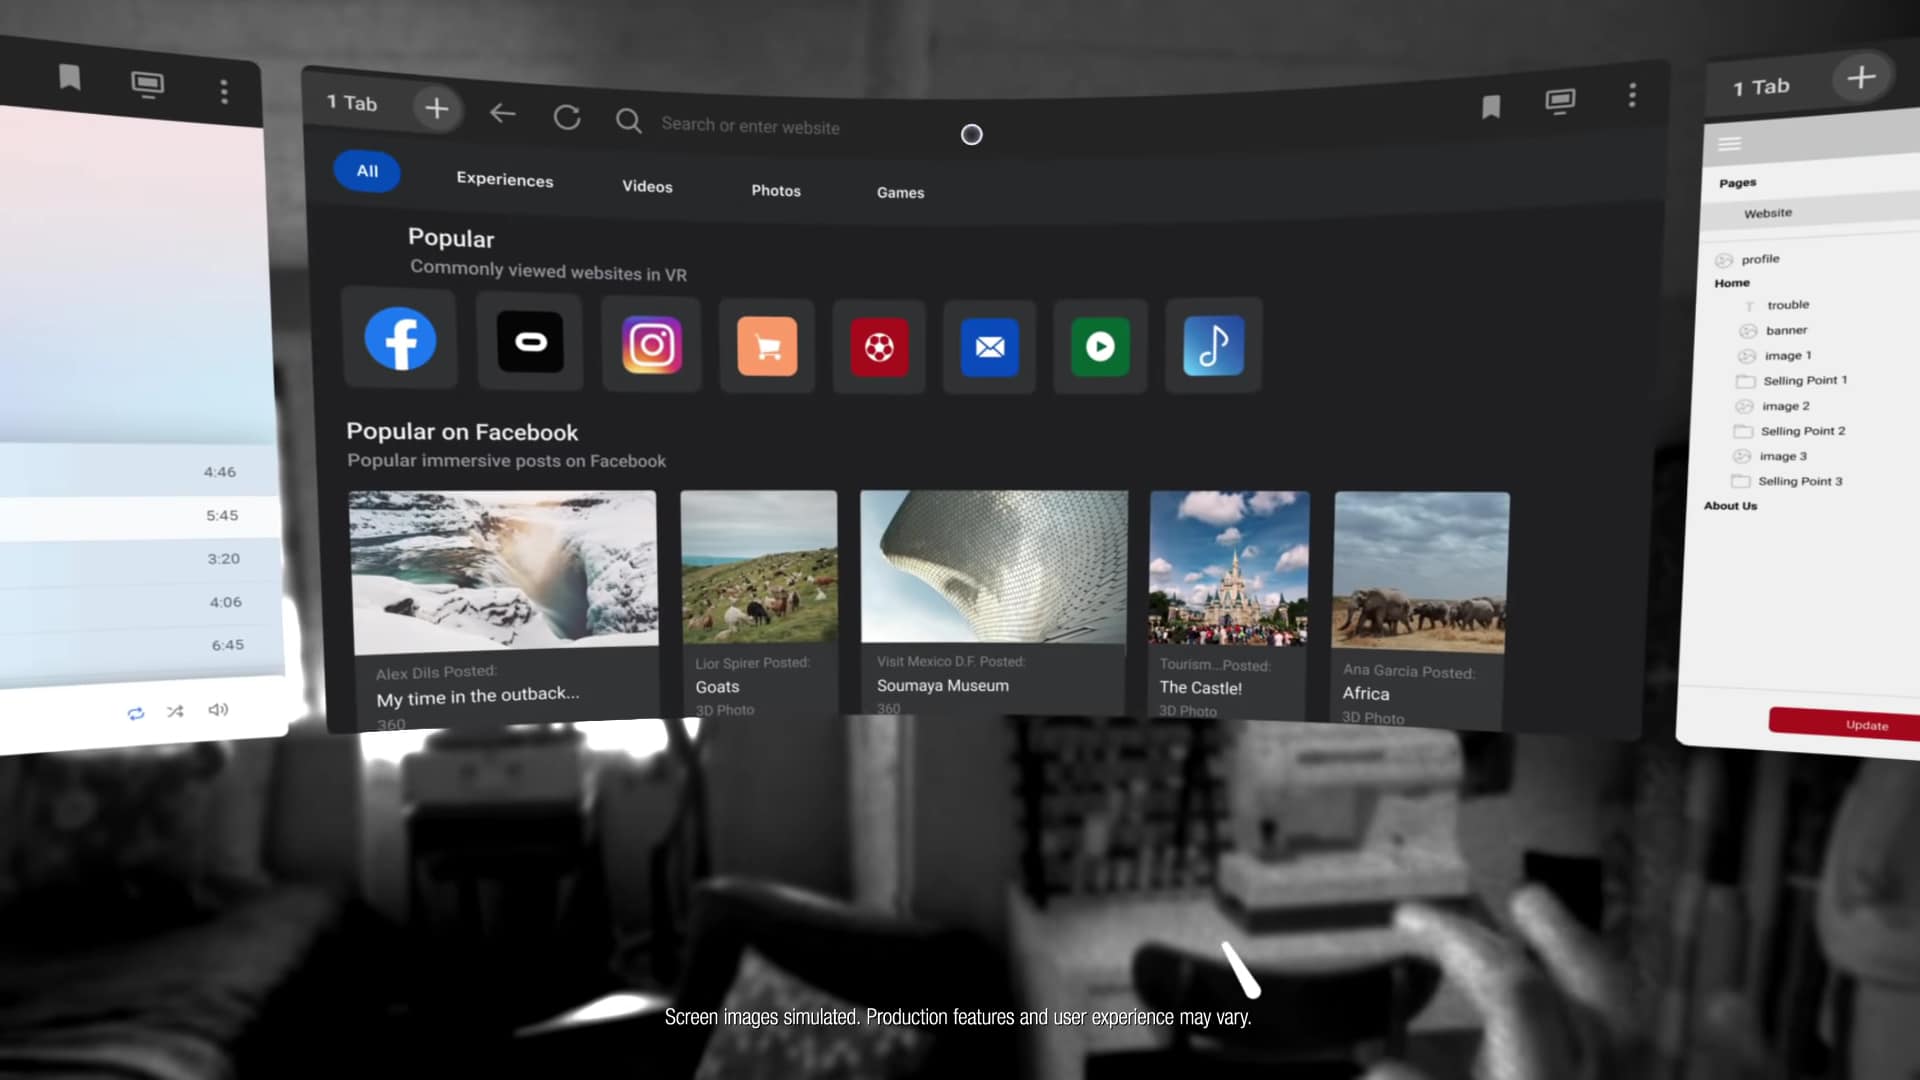 4:46
5:45
3:20
4:06
6:45
1 Tab
Search or enter website
All
Experiences
Videos
Photos
Games
Popular
Commonly viewed websites in VR
Popular on Facebook
Popular immersive posts on Facebook
Alex Dils Posted:
My time in the outback...
360
Lior Spirer Posted:
Goats
3D Photo
Visit Mexico D.F. Posted:
Soumaya Museum
360
Tourism...Posted:
The Castle!
3D Photo
Ana Garcia Posted:
Africa
3D Photo
1 Tab
Pages
Website
profile
Home
T trouble
banner
image 1
Selling Point 1
image 2
Selling Point 2
image 3
Selling Point 3
About Us
Update
Screen images simulated. Production features and user experience may vary.